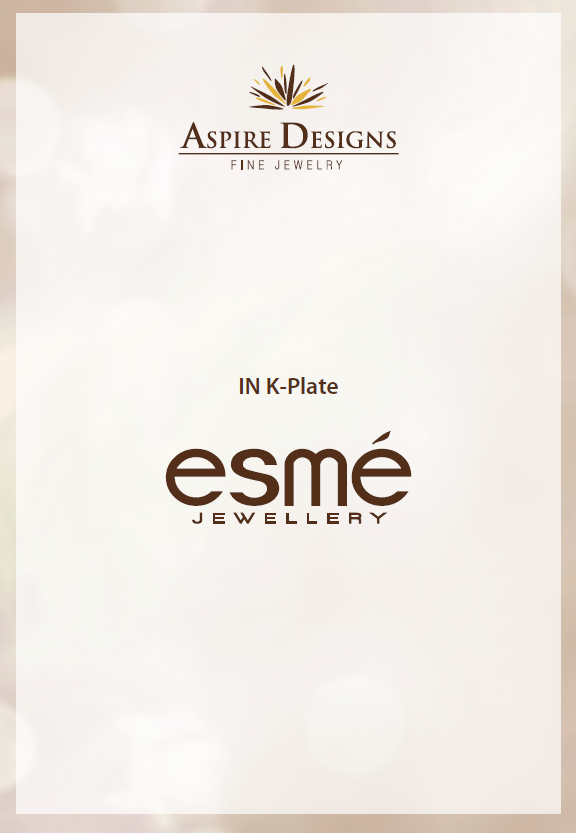 ASPIRE DESIGNS
FINE JEWELRY
IN K-Plate
esmé
JEWELLERY